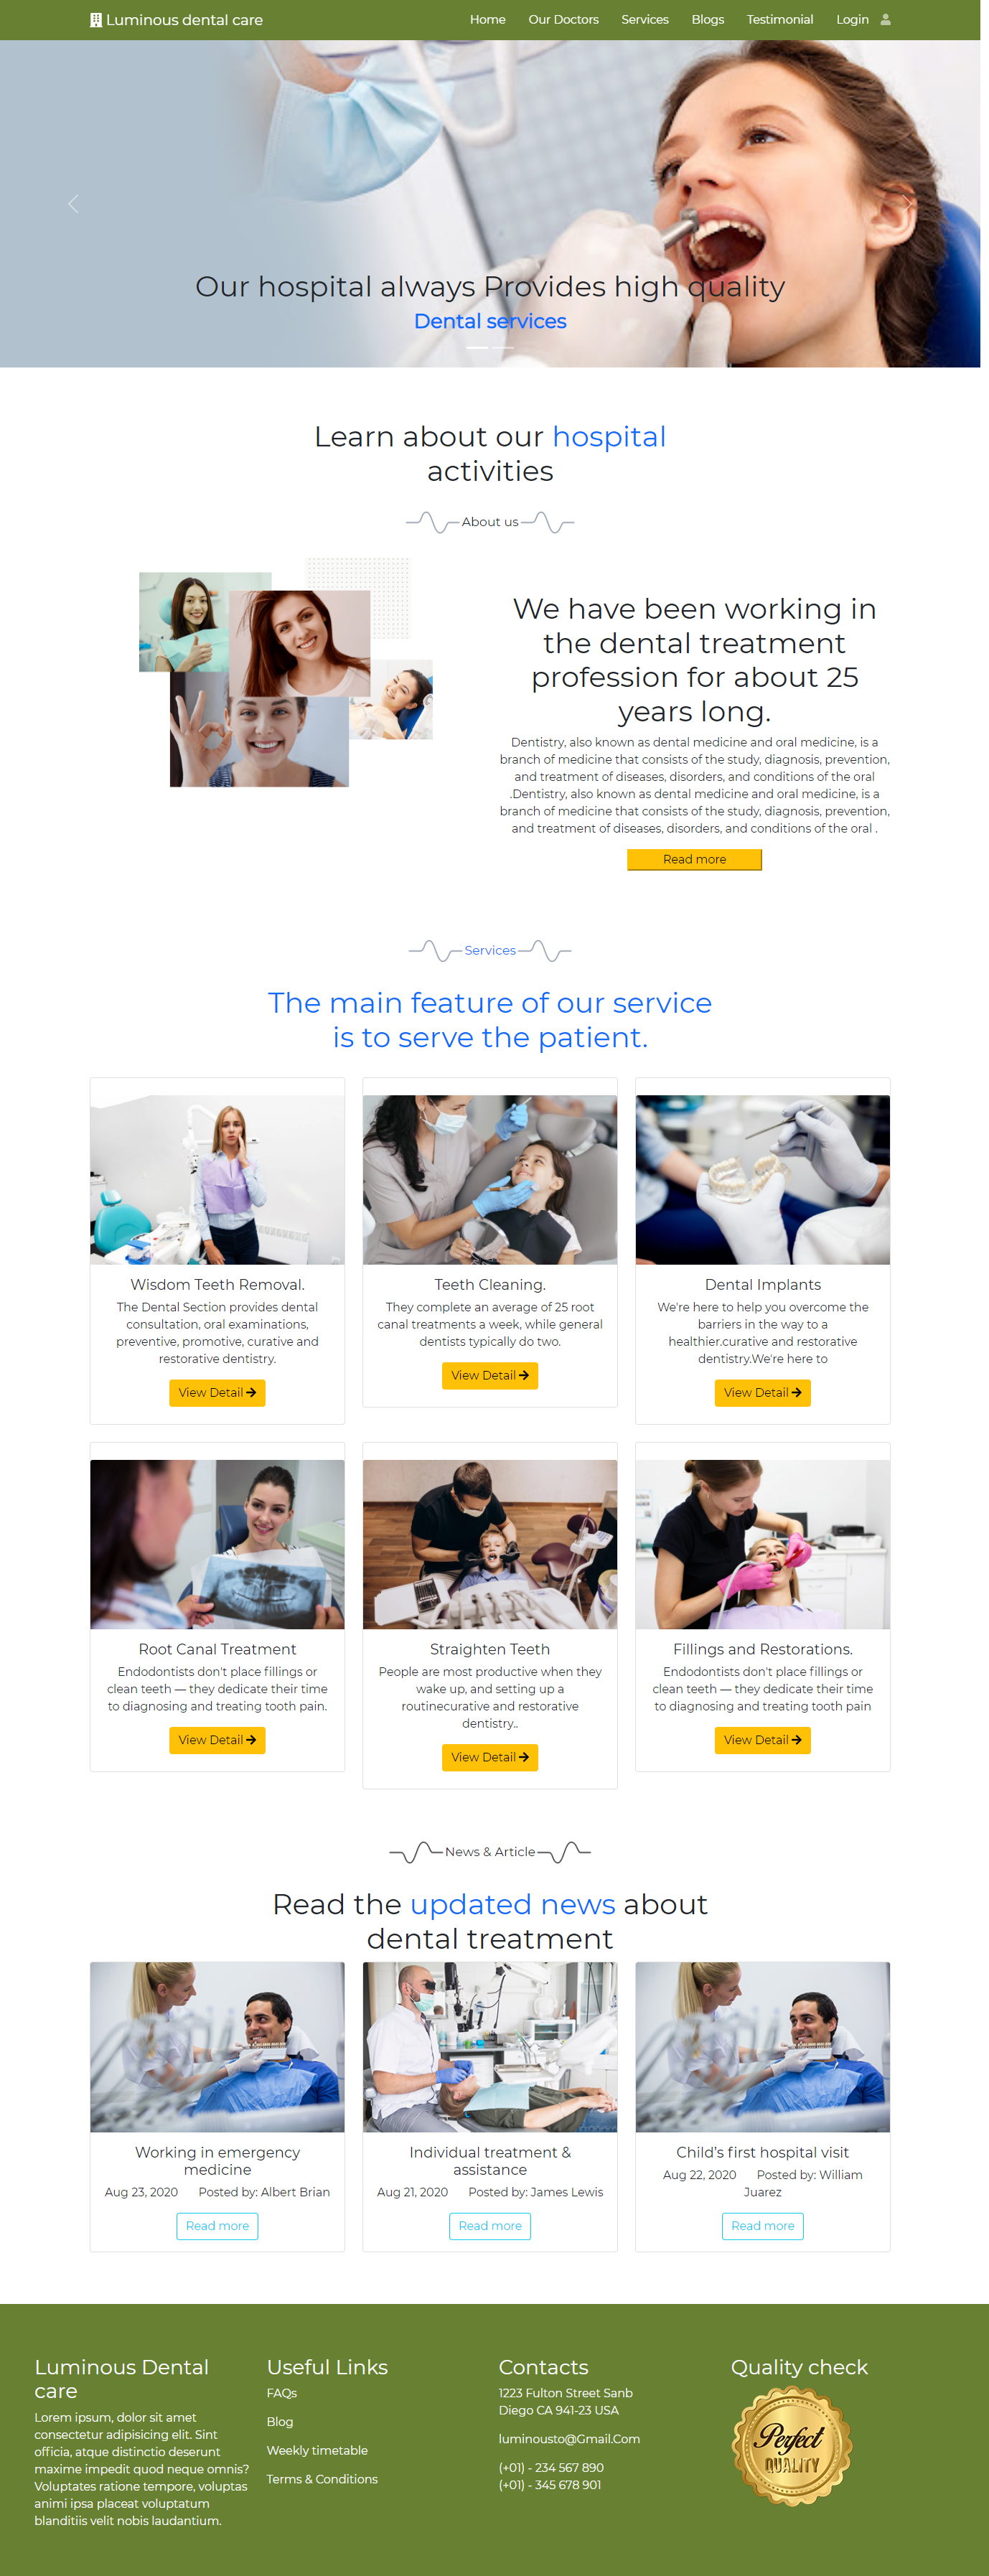 Luminous dental care
Home Our Doctors Services Blogs Testimonial Login
Our hospital always Provides high quality
Dental services
Learn about our hospital
activities
About us
We have been working in
the dental treatment
profession for about 25
years long.
Dentistry, also known as dental medicine and oral medicine, is a
branch of medicine that consists of the study, diagnosis, prevention,
and treatment of diseases, disorders, and conditions of the oral
.Dentistry, also known as dental medicine and oral medicine, is a
branch of medicine that consists of the study, diagnosis, prevention,
and treatment of diseases, disorders, and conditions of the oral .
Read more
Services
The main feature of our service
is to serve the patient.
Wisdom Teeth Removal.
The Dental Section provides dental
consultation, oral examinations,
preventive, promotive, curative and
restorative dentistry.
View Detail
Teeth Cleaning.
They complete an average of 25 root
canal treatments a week, while general
dentists typically do two.
View Detail
Dental Implants
We're here to help you overcome the
barriers in the way to a
healthier.curative and restorative
dentistry.We're here to
View Detail
Root Canal Treatment
Endodontists don't place fillings or
clean teeth — they dedicate their time
to diagnosing and treating tooth pain.
View Detail
Straighten Teeth
People are most productive when they
wake up, and setting up a
routinecurative and restorative
dentistry..
View Detail
Fillings and Restorations.
Endodontists don't place fillings or
clean teeth — they dedicate their time
to diagnosing and treating tooth pain
View Detail
News & Article
Read the updated news about
dental treatment
Working in emergency
medicine
Aug 23, 2020 Posted by: Albert Brian
Read more
Individual treatment &
assistance
Aug 21, 2020 Posted by: James Lewis
Read more
Child's first hospital visit
Aug 22, 2020 Posted by: William
Juarez
Read more
Luminous Dental
care
Lorem ipsum, dolor sit amet
consectetur adipisicing elit. Sint
officia, atque distinctio deserunt
maxime impedit quod neque omnis?
Voluptates ratione tempore, voluptas
animi ipsa placeat voluptatum
blanditiis velit nobis laudantium.
Useful Links
FAQs
Blog
Weekly timetable
Terms & Conditions
Contacts
1223 Fulton Street Sanb
Diego CA 941-23 USA
luminousto@Gmail.Com
(+01) - 234 567 890
(+01) - 345 678 901
Quality check
Perfect
QUALITY